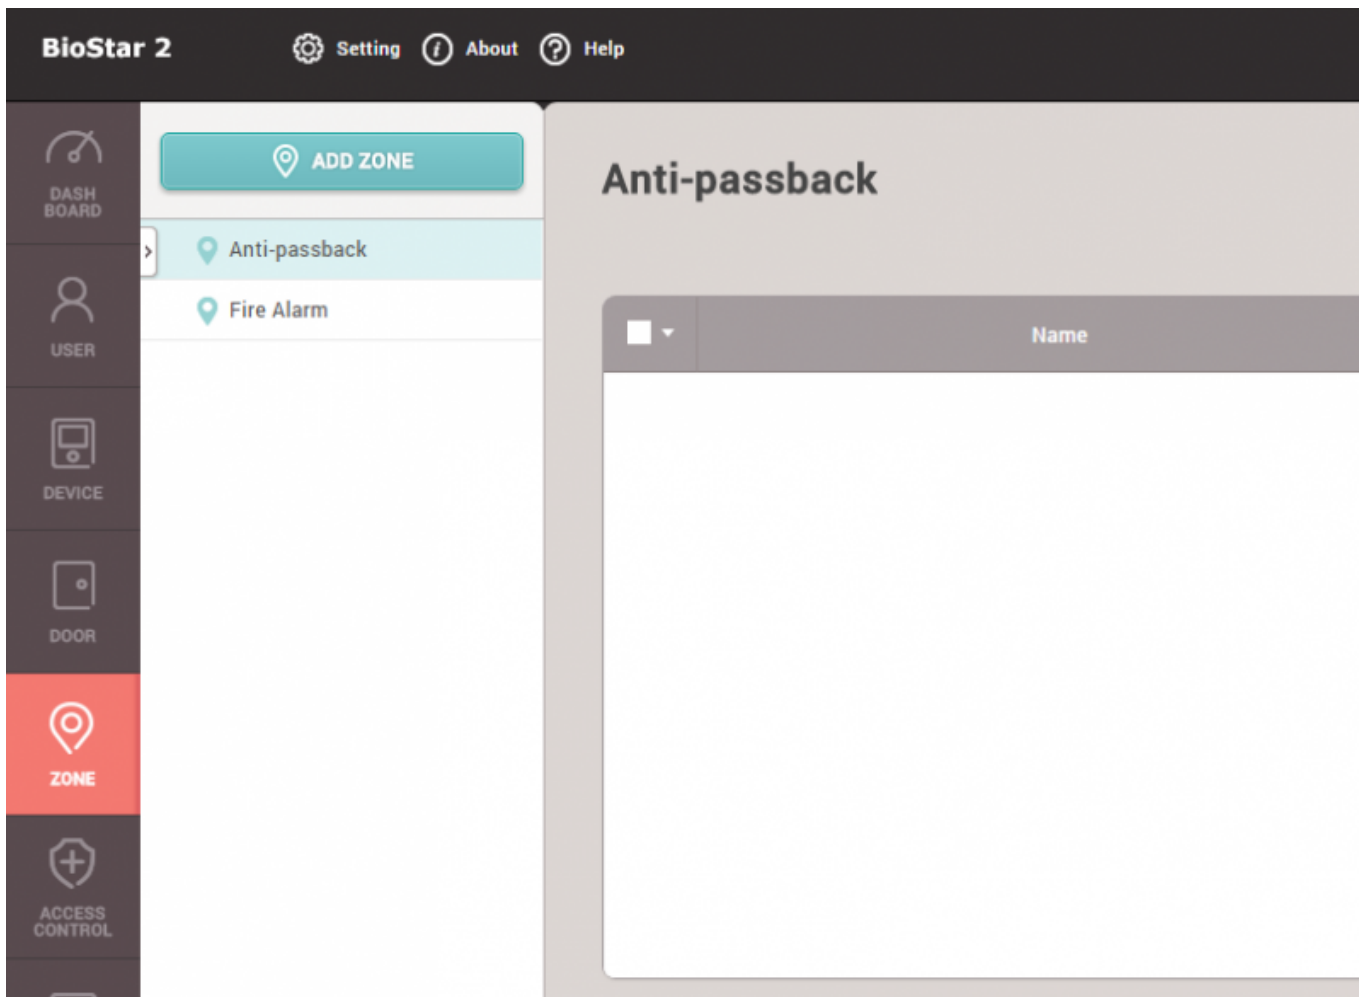 BioStar 2
Setting
About
Help
DASH
BOARD
USER
DEVICE
DOOR
ZONE
ACCESS
CONTROL
ADD ZONE
Anti-passback
Fire Alarm
Anti-passback
Name